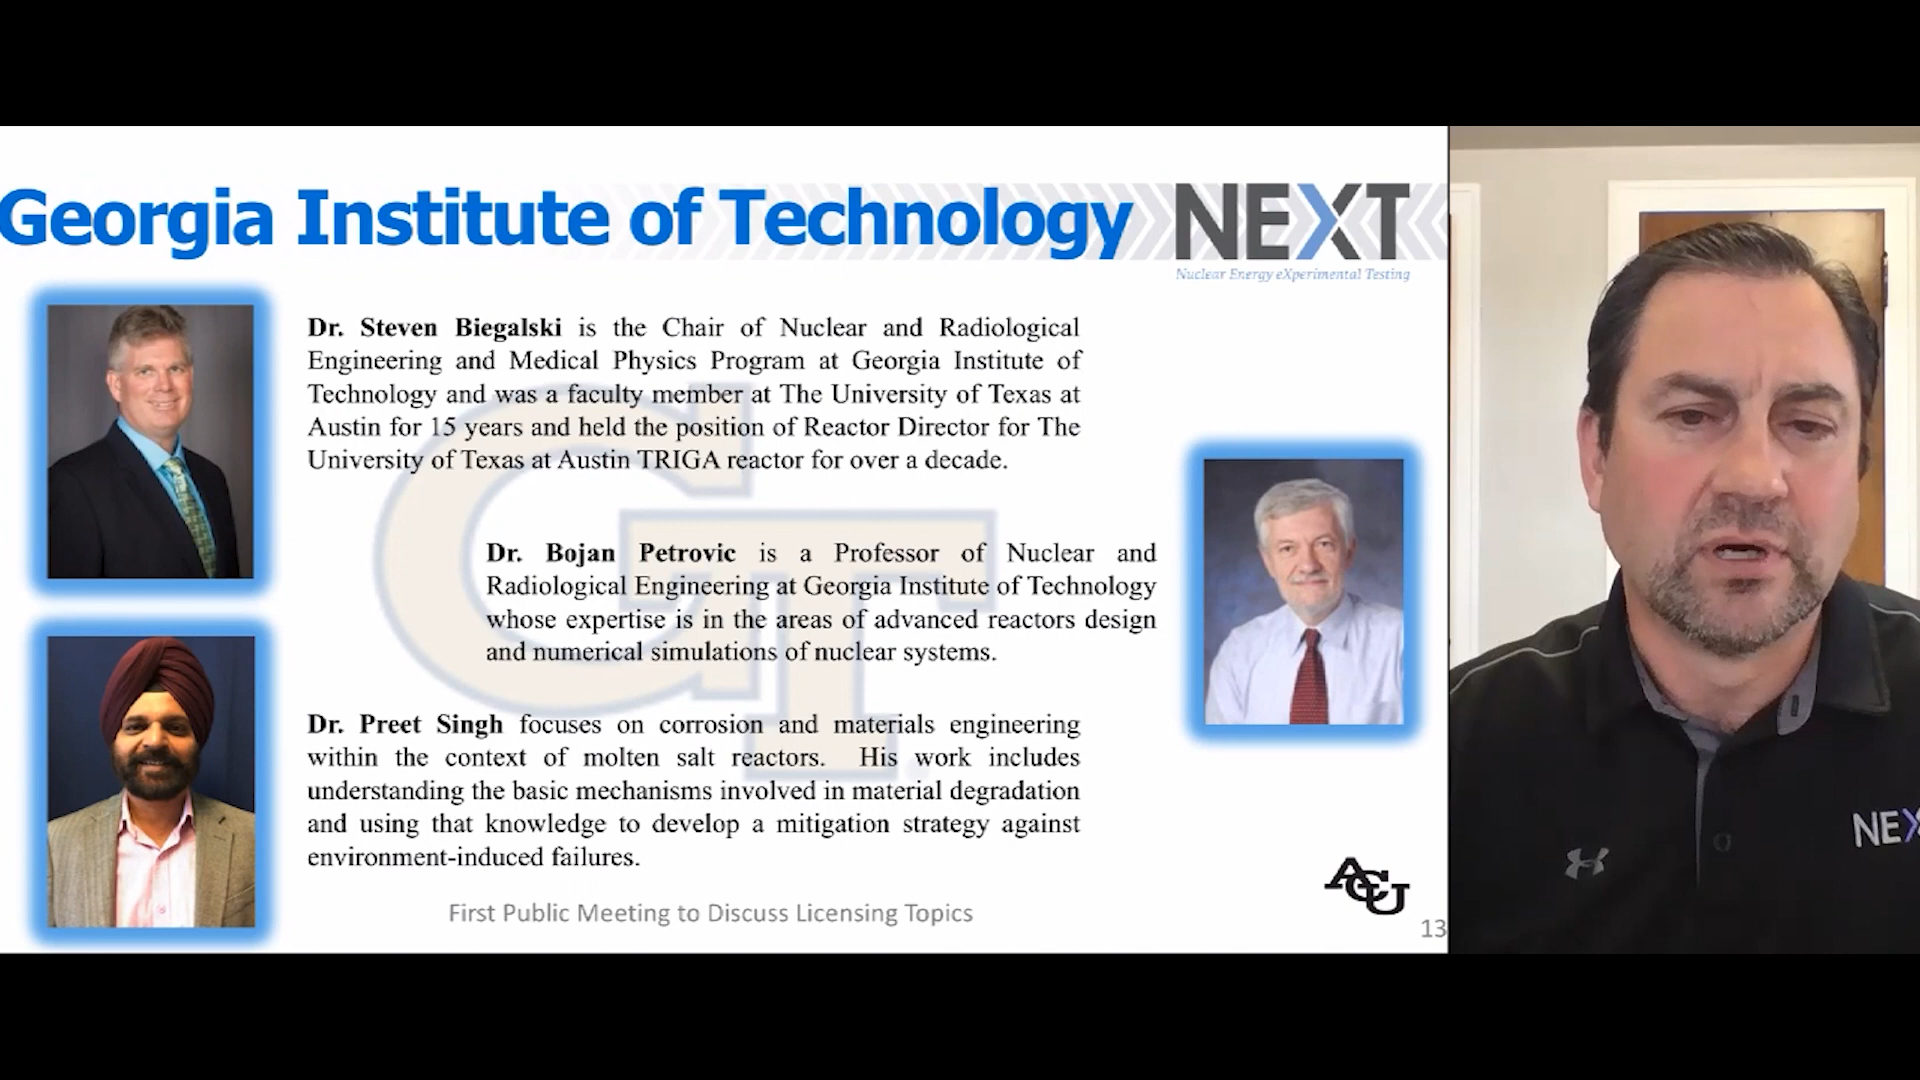 Georgia Institute of Technology
NEXT
Nuclear Energy eXperimental Testing
Dr. Steven Biegalski is the Chair of Nuclear and Radiological
Engineering and Medical Physics Program at Georgia Institute of
Technology and was a faculty member at The University of Texas at
Austin for 15 years and held the position of Reactor Director for The
University of Texas at Austin TRIGA reactor for over a decade.
Dr. Bojan Petrovic is a Professor of Nuclear and
Radiological Engineering at Georgia Institute of Technology
whose expertise is in the areas of advanced reactors design
and numerical simulations of nuclear systems.
Dr. Preet Singh focuses on corrosion and materials engineering
within the context of molten salt reactors. His work includes
understanding the basic mechanisms involved in material degradation
and using that knowledge to develop a mitigation strategy against
environment-induced failures.
GT
First Public Meeting to Discuss Licensing Topics
ACU
13
NEX